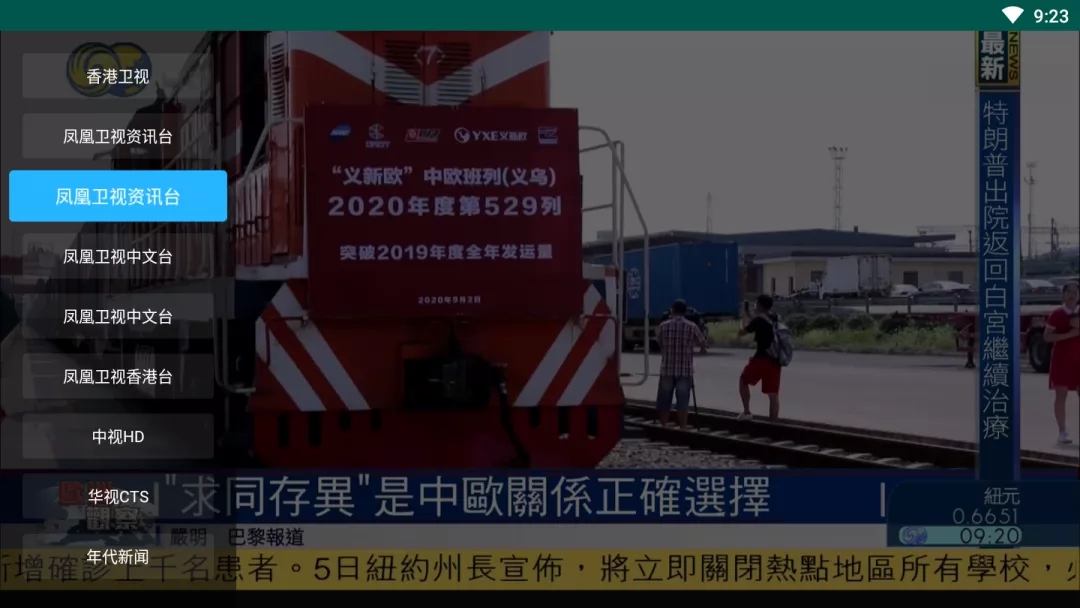 9:23
香港卫视
凤凰卫视资讯台
凤凰卫视资讯台
凤凰卫视中文台
凤凰卫视中文台
凤凰卫视香港台
中视HD
华视CTS
年代新闻
YXE义新欧
“义新欧”中欧班列(义乌)
2020年度第529列
突破2019年度全年发运量
2020年9月2日
最新
NEWS
特朗普出院返回白宮繼續治療
"求同存異"是中歐關係正確選擇
觀察
嚴明 巴黎報道
紐元
0.6651
09:20
新增確診上千名患者。5日紐約州長宣佈，將立即關閉熱點地區所有學校，